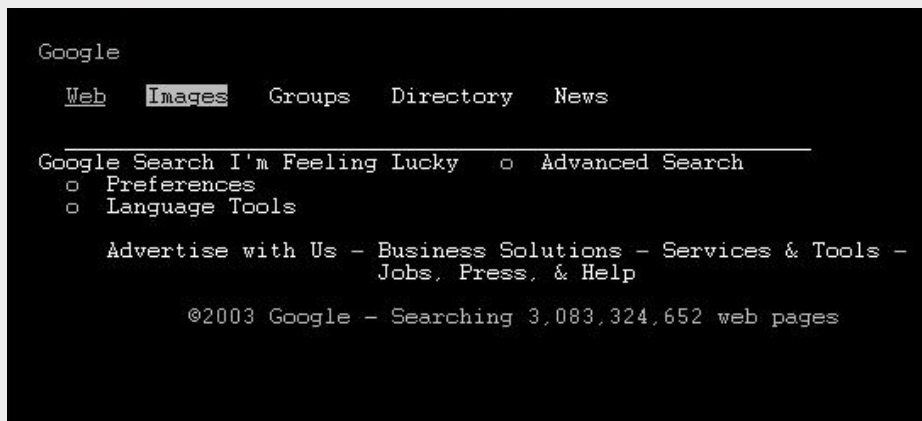 Google
Web Images Groups Directory News
Google Search I'm Feeling Lucky o Advanced Search
o Preferences
o Language Tools
Advertise with Us – Business Solutions – Services & Tools –
Jobs, Press, & Help
©2003 Google – Searching 3,083,324,652 web pages